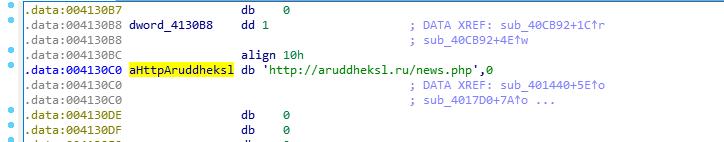 .data:004130B7 db 0
.data:004130B8 dword_4130B8 dd 1 ; DATA XREF: sub_40CB92+1C↑r
.data:004130B8 ; sub_40CB92+4E↑w
.data:004130BC align 10h
.data:004130C0 aHttpAruddheksl db 'http://aruddheksl.ru/news.php',0
.data:004130C0 ; DATA XREF: sub_401440+5E↑o
.data:004130C0 ; sub_4017D0+7A↑o ...
.data:004130DE db 0
.data:004130DF db 0